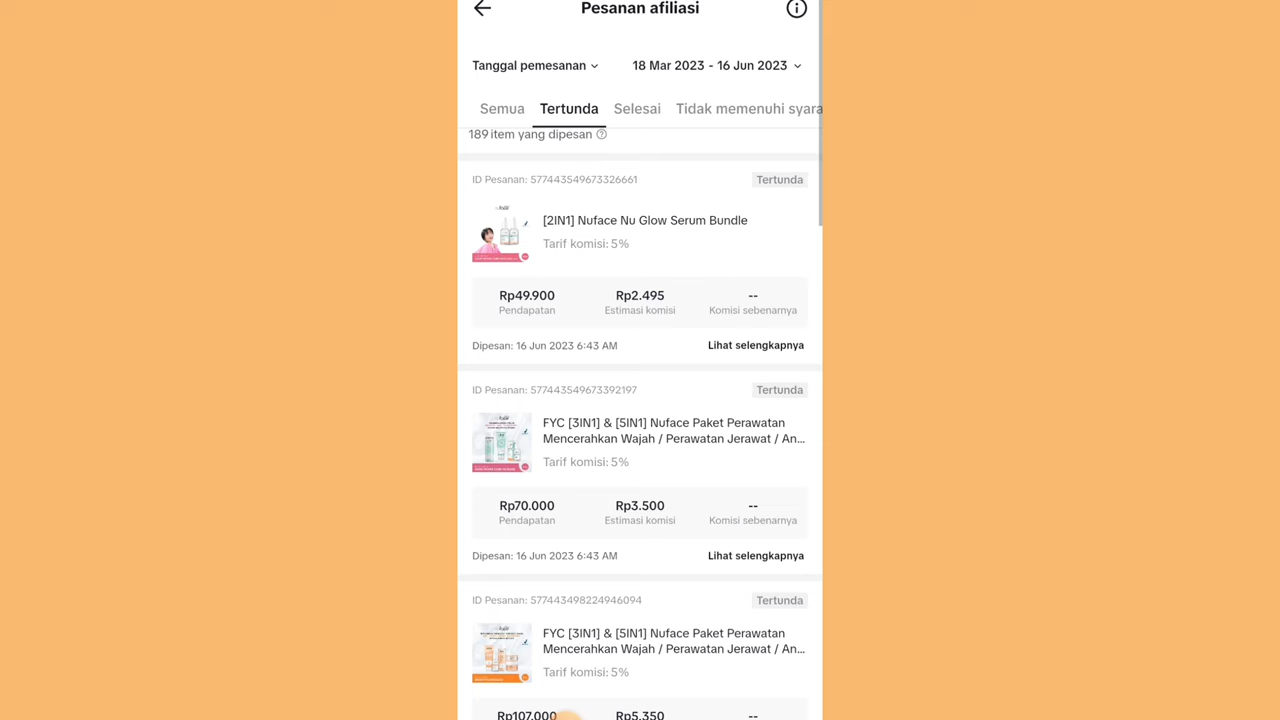 Pesanan afiliasi
Tanggal pemesanan
18 Mar 2023 - 16 Jun 2023
Semua Tertunda Selesai Tidak memenuhi syara
189 item yang dipesan
ID Pesanan: 577443549673326661 Tertunda
[2IN1] Nuface Nu Glow Serum Bundle
Tarif komisi: 5%
Rp49.900 Rp2.495 --
Pendapatan Estimasi komisi Komisi sebenarnya
Dipesan: 16 Jun 2023 6:43 AM Lihat selengkapnya
ID Pesanan: 577443549673392197 Tertunda
FYC [3IN1] & [5IN1] Nuface Paket Perawatan
Mencerahkan Wajah / Perawatan Jerawat / An...
Tarif komisi: 5%
Rp70.000 Rp3.500 --
Pendapatan Estimasi komisi Komisi sebenarnya
Dipesan: 16 Jun 2023 6:43 AM Lihat selengkapnya
ID Pesanan: 577443498224946094 Tertunda
FYC [3IN1] & [5IN1] Nuface Paket Perawatan
Mencerahkan Wajah / Perawatan Jerawat / An...
Tarif komisi: 5%
Rp107.000 Rp5.350 --